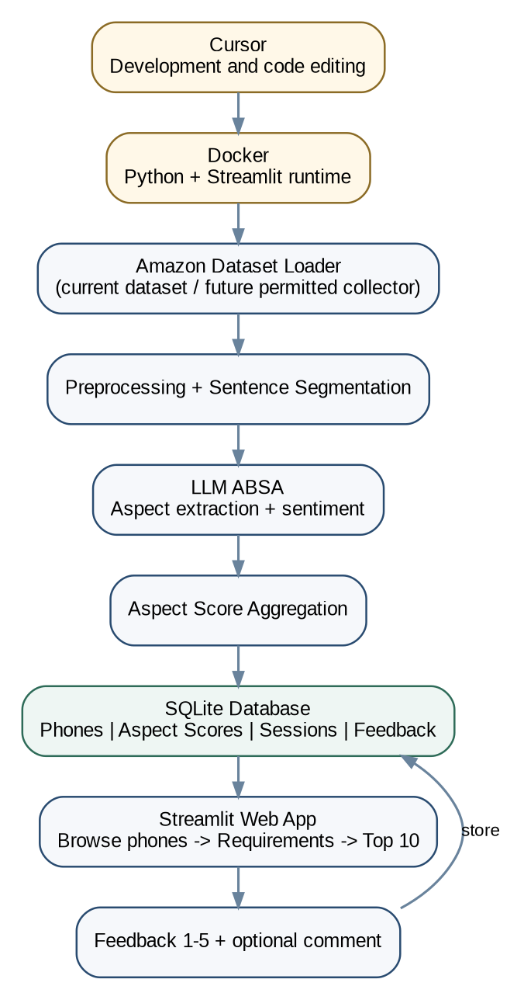 Cursor
Development and code editing
Docker
Python + Streamlit runtime
Amazon Dataset Loader
(current dataset / future permitted collector)
Preprocessing + Sentence Segmentation
LLM ABSA
Aspect extraction + sentiment
Aspect Score Aggregation
SQLite Database
Phones | Aspect Scores | Sessions | Feedback
Streamlit Web App
Browse phones -> Requirements -> Top 10
store
Feedback 1-5 + optional comment